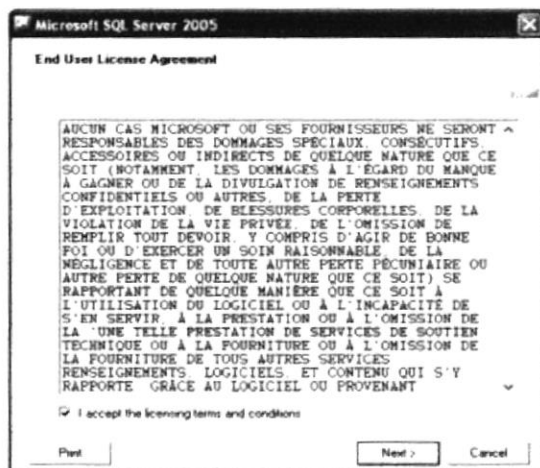 Microsoft SQL Server 2005
End User License Agreement
AUCUN CAS MICROSOFT OU SES FOURNISSEURS NE SERONT
RESPONSABLES DES DOMMAGES SPÉCIAUX, CONSÉCUTIFS,
ACCESSOIRES OU INDIRECTS DE QUELQUE NATURE QUE CE
SOIT (NOTAMMENT, LES DOMMAGES À L'ÉGARD DU MANQUE
À GAGNER OU DE LA DIVULGATION DE RENSEIGNEMENTS
CONFIDENTIELS OU AUTRES, DE LA PERTE
D'EXPLOITATION, DE BLESSURES CORPORELLES, DE LA
VIOLATION DE LA VIE PRIVÉE, DE L'OMISSION DE
REMPLIR TOUT DEVOIR, Y COMPRIS D'AGIR DE BONNE
FOI OU D'EXERCER UN SOIN RAISONNABLE, DE LA
NÉGLIGENCE ET DE TOUTE AUTRE PERTE PÉCUNIAIRE OU
AUTRE PERTE DE QUELQUE NATURE QUE CE SOIT) SE
RAPPORTANT DE QUELQUE MANIÈRE QUE CE SOIT À
L'UTILISATION DU LOGICIEL OU À L'INCAPACITÉ DE
S'EN SERVIR, À LA PRESTATION OU À L'OMISSION DE
LA 'UNE TELLE PRESTATION DE SERVICES DE SOUTIEN
TECHNIQUE OU À LA FOURNITURE OU À L'OMISSION DE
LA FOURNITURE DE TOUS AUTRES SERVICES
RENSEIGNEMENTS, LOGICIELS, ET CONTENU QUI S'Y
RAPPORTE GRÂCE AU LOGICIEL OU PROVENANT
I accept the licensing terms and conditions
Print
Next >
Cancel